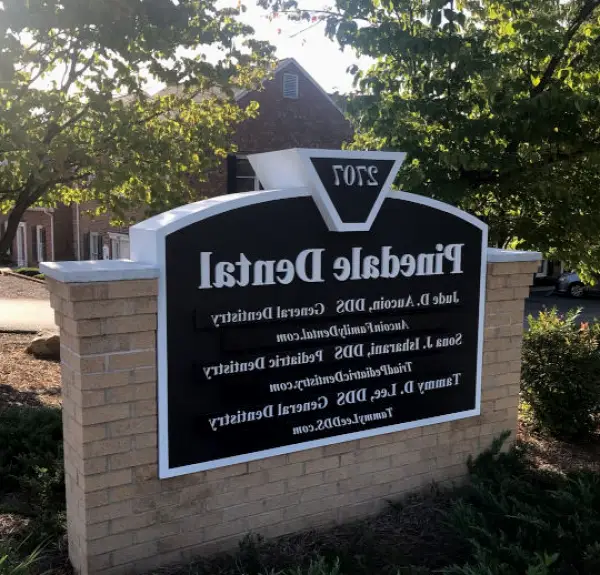 2707
Pinedale Dental
Jude D. Aucoin, DDS General Dentistry
AucoinFamilyDental.com
Sona J. Isharani, DDS Pediatric Dentistry
TriadPediatricDentistry.com
Tammy D. Lee, DDS General Dentistry
TammyLeeDDS.com